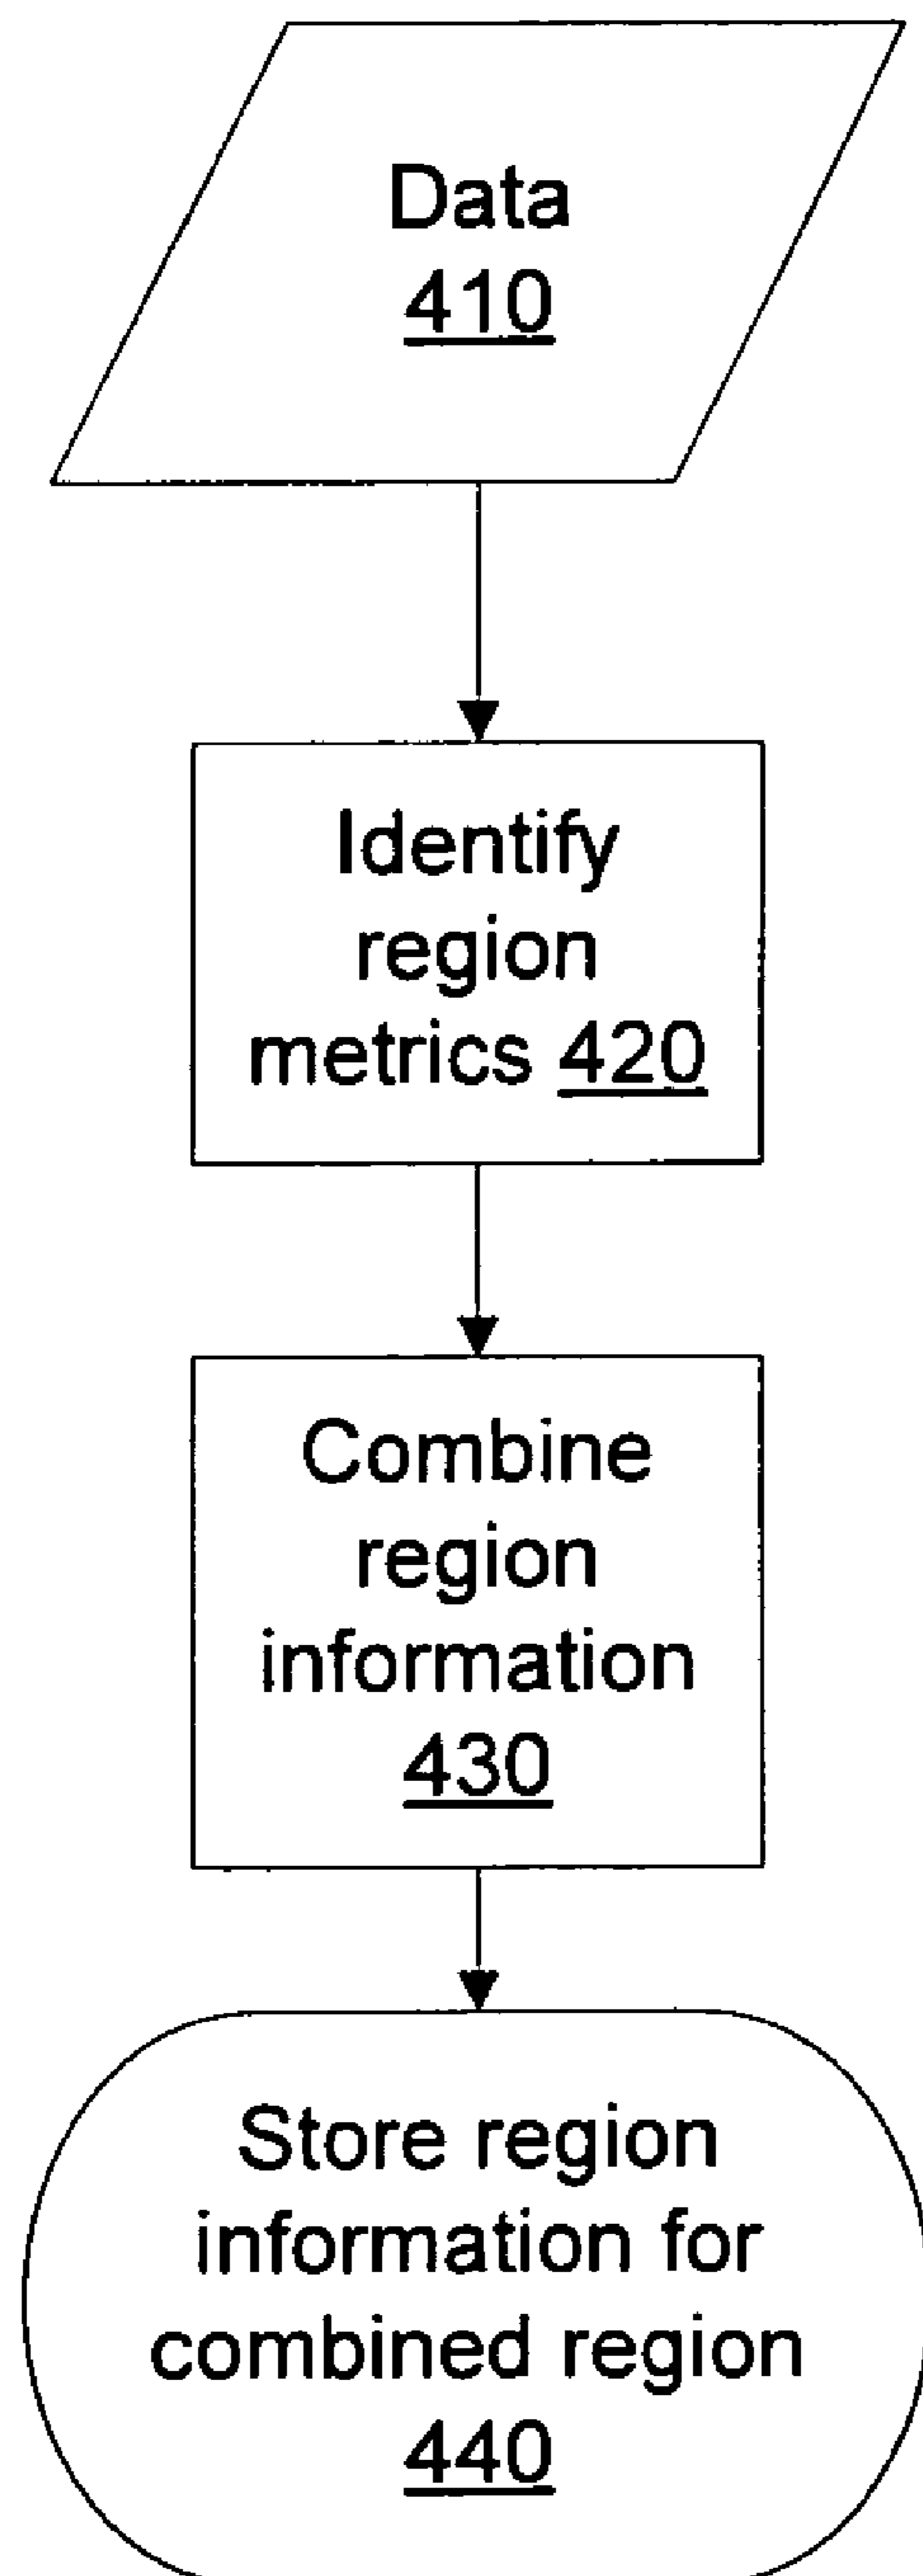 Data
410
Identify
region
metrics 420
Combine
region
information
430
Store region
information for
combined region
440